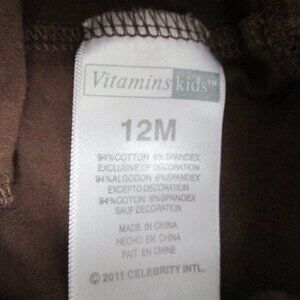 Vitamins kids™
12M
94%COTTON 6%SPANDEX
EXCLUSIVE OF DECORATION
94%ALGODON 6%SPANDEX
EXCEPTO DECORATION
94%COTON 6%SPANDEX
SAUF DECORATION
MADE IN CHINA
HECHO EN CHINA
FAIT EN CHINE
© 2011 CELEBRITY INTL.